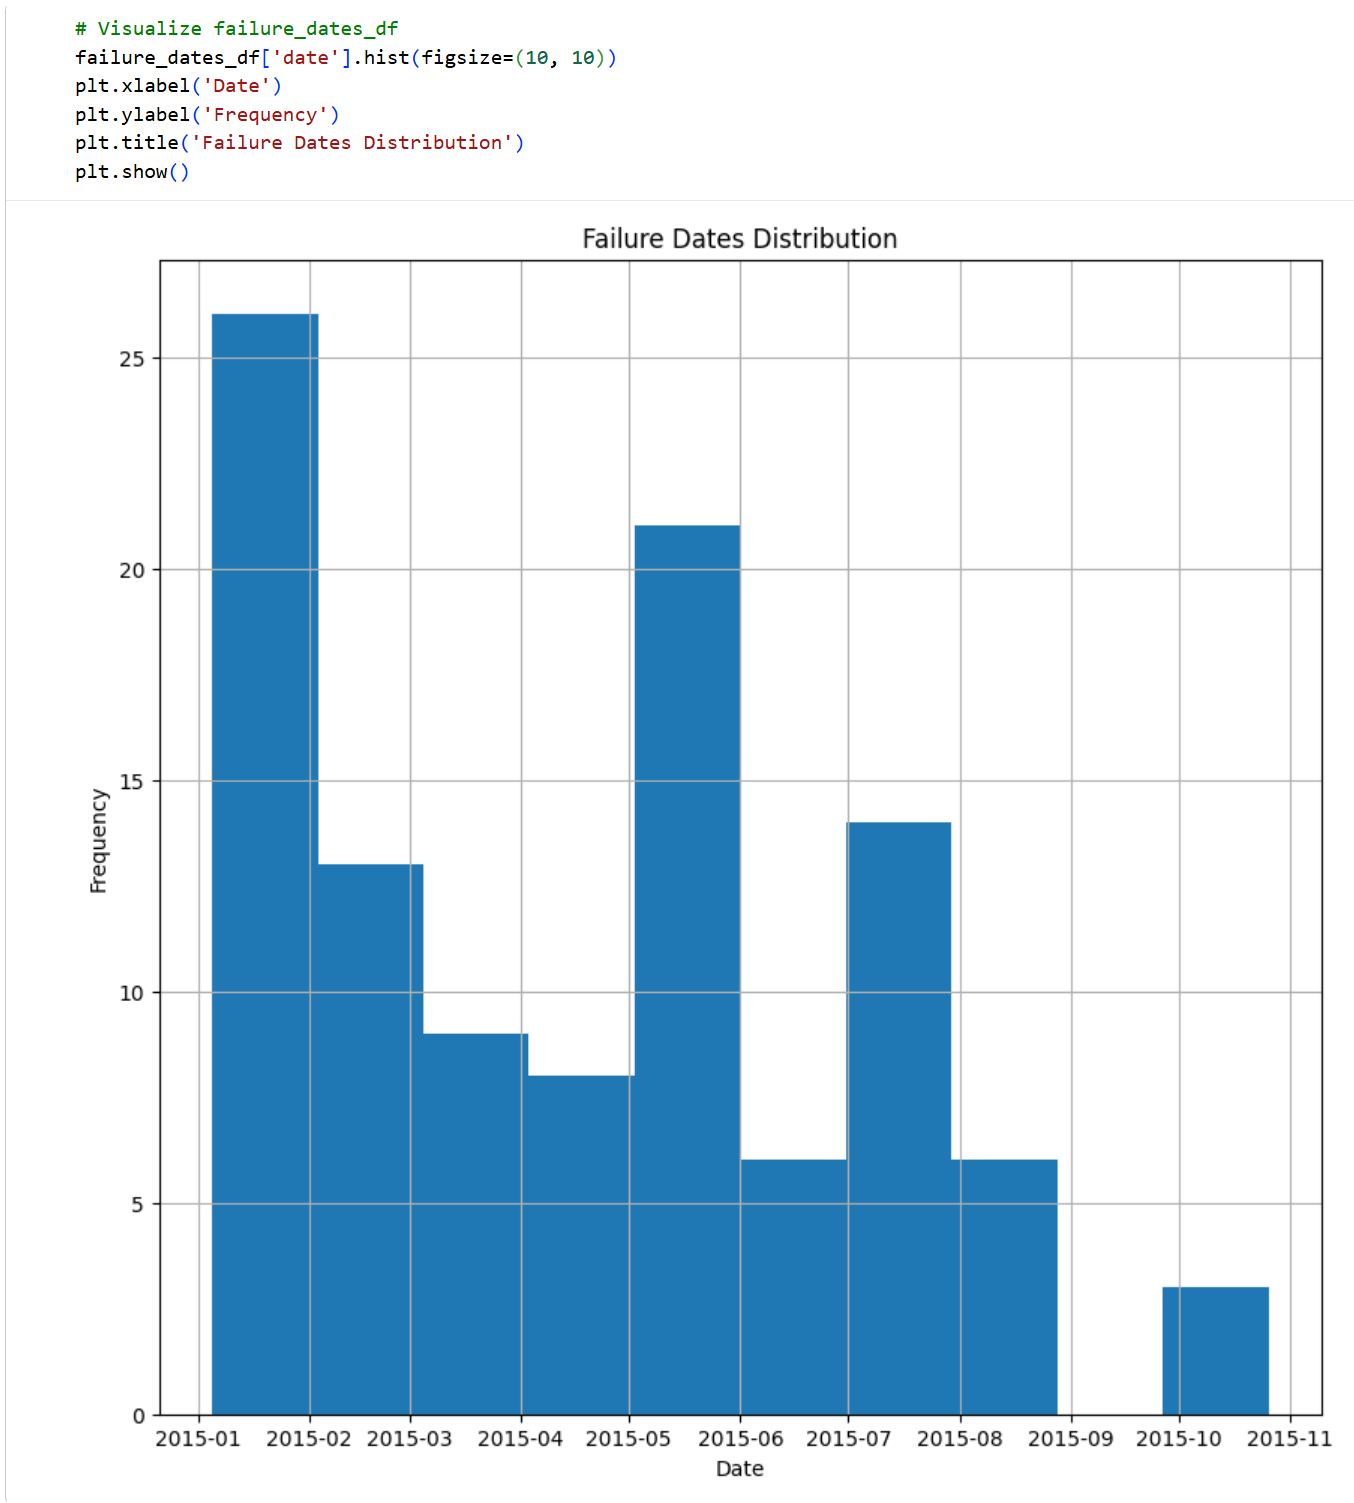 # Visualize failure_dates_df
failure_dates_df['date'].hist(figsize=(10, 10))
plt.xlabel('Date')
plt.ylabel('Frequency')
plt.title('Failure Dates Distribution')
plt.show()
Failure Dates Distribution
25
20
15
10
5
0
Frequency
2015-01 2015-02 2015-03 2015-04 2015-05 2015-06 2015-07 2015-08 2015-09 2015-10 2015-11
Date